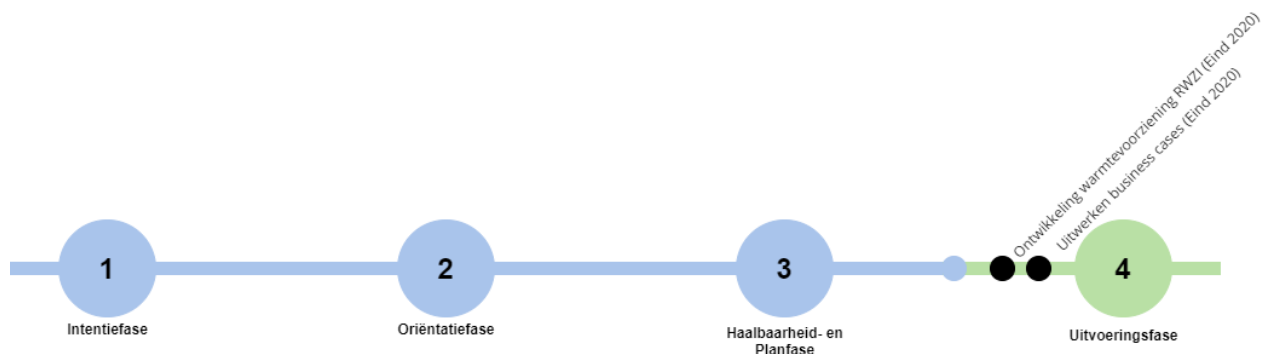 Ontwikkeling warmtevoorziening RWZI (Eind 2020)
Uitwerken business cases (Eind 2020)
1
2
3
4
Intentiefase
Oriëntatiefase
Haalbaarheid- en
Planfase
Uitvoeringsfase